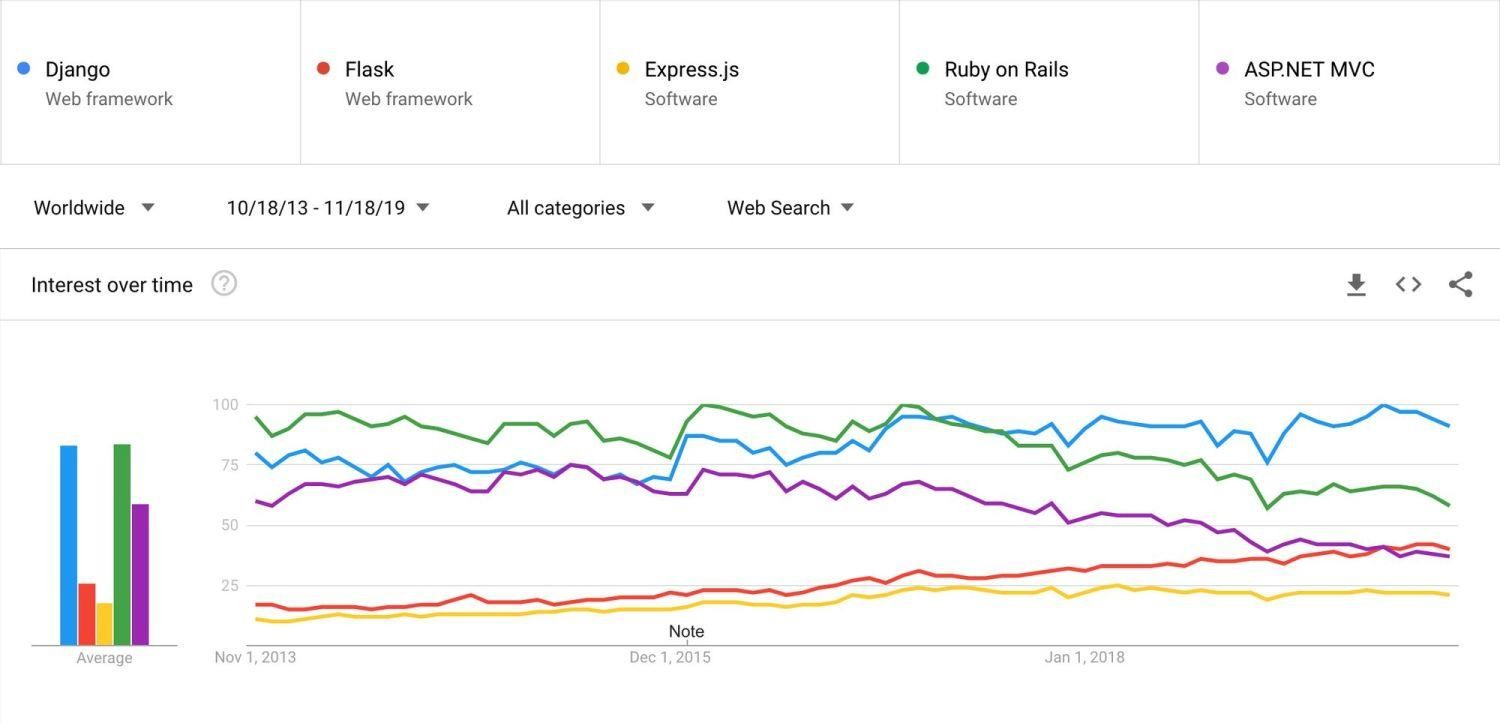 Django
Web framework
Flask
Web framework
Express.js
Software
Ruby on Rails
Software
ASP.NET MVC
Software
Worldwide
10/18/13 - 11/18/19
All categories
Web Search
Interest over time
?
100
75
50
25
Note
Average
Nov 1, 2013
Dec 1, 2015
Jan 1, 2018